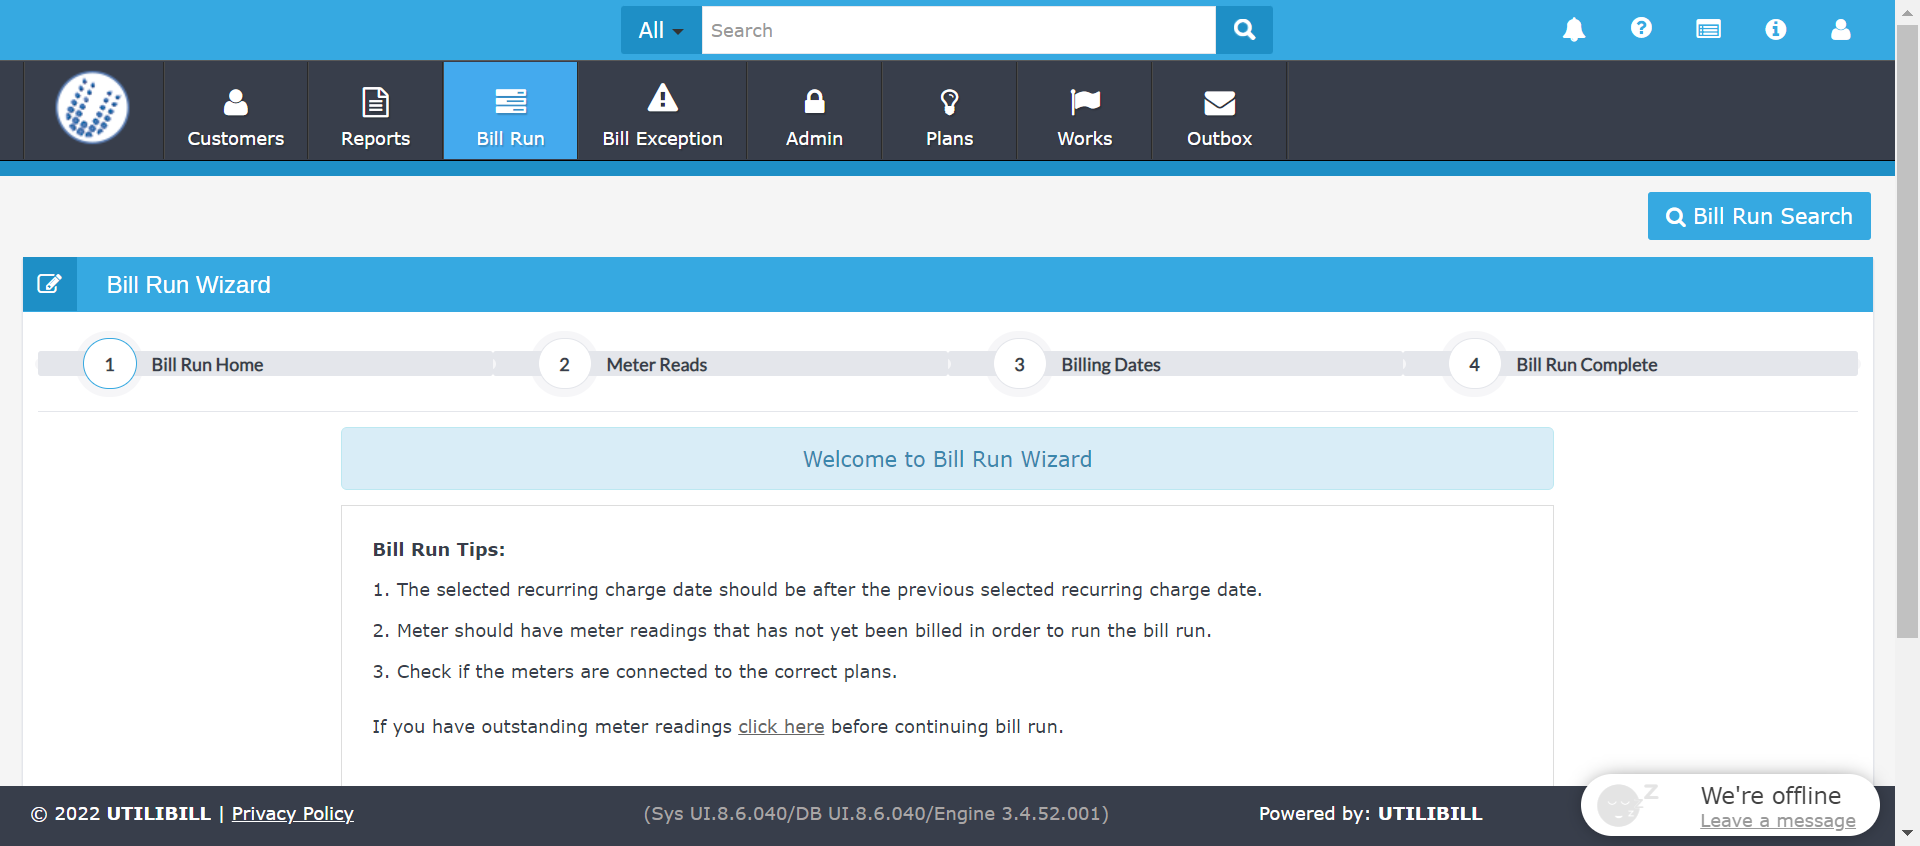 All
Search
Customers
Reports
Bill Run
Bill Exception
Admin
Plans
Works
Outbox
Bill Run Search
Bill Run Wizard
1 Bill Run Home
2 Meter Reads
3 Billing Dates
4 Bill Run Complete
Welcome to Bill Run Wizard
Bill Run Tips:
1. The selected recurring charge date should be after the previous selected recurring charge date.
2. Meter should have meter readings that has not yet been billed in order to run the bill run.
3. Check if the meters are connected to the correct plans.
If you have outstanding meter readings click here before continuing bill run.
© 2022 UTILIBILL | Privacy Policy
(Sys UI.8.6.040/DB UI.8.6.040/Engine 3.4.52.001)
Powered by: UTILIBILL
We're offline
Leave a message